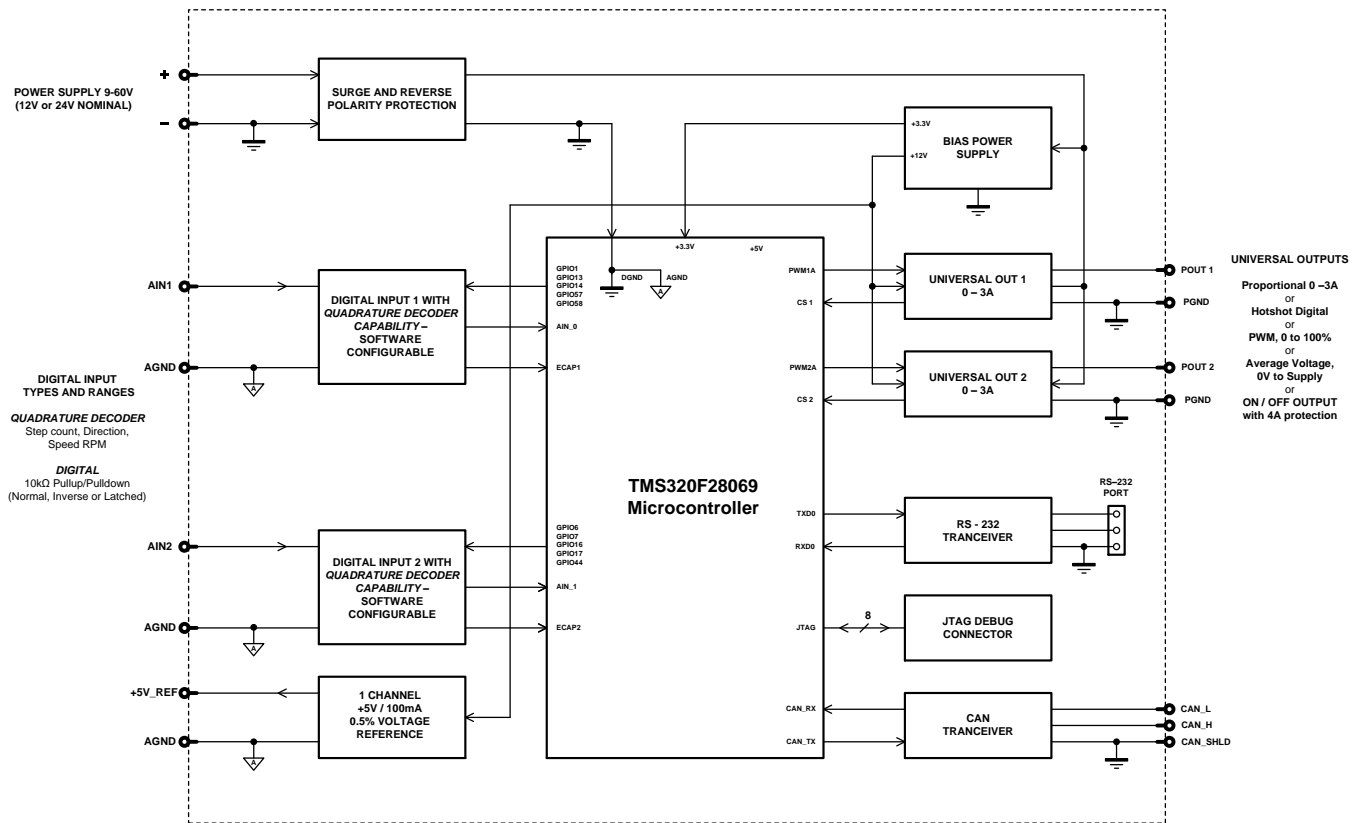 +
POWER SUPPLY 9-60V
(12V or 24V NOMINAL)
–
SURGE AND REVERSE
POLARITY PROTECTION
+3.3V
+12V
BIAS POWER
SUPPLY
AIN1
AGND
DIGITAL INPUT 1 WITH
QUADRATURE DECODER
CAPABILITY –
SOFTWARE
CONFIGURABLE
DIGITAL INPUT
TYPES AND RANGES
QUADRATURE DECODER
Step count, Direction,
Speed RPM
DIGITAL
10kΩ Pullup/Pulldown
(Normal, Inverse or Latched)
AIN2
AGND
DIGITAL INPUT 2 WITH
QUADRATURE DECODER
CAPABILITY –
SOFTWARE
CONFIGURABLE
+5V_REF
AGND
1 CHANNEL
+5V / 100mA
0.5% VOLTAGE
REFERENCE
A
A
A
+3.3V
+5V
GPIO1
GPIO13
GPIO14
GPIO57
GPIO58
DGND
AGND
A
AIN_0
ECAP1
PWM1A
CS 1
PWM2A
CS 2
TMS320F28069
Microcontroller
GPIO6
GPIO7
GPIO16
GPIO17
GPIO44
AIN_1
ECAP2
TXD0
RXD0
JTAG
CAN_RX
CAN_TX
UNIVERSAL OUT 1
0 – 3A
UNIVERSAL OUT 2
0 – 3A
POUT 1
PGND
POUT 2
PGND
UNIVERSAL OUTPUTS
Proportional 0 –3A
or
Hotshot Digital
or
PWM, 0 to 100%
or
Average Voltage,
0V to Supply
or
ON / OFF OUTPUT
with 4A protection
RS - 232
TRANCEIVER
RS–232
PORT
8
JTAG DEBUG
CONNECTOR
CAN
TRANCEIVER
CAN_L
CAN_H
CAN_SHLD